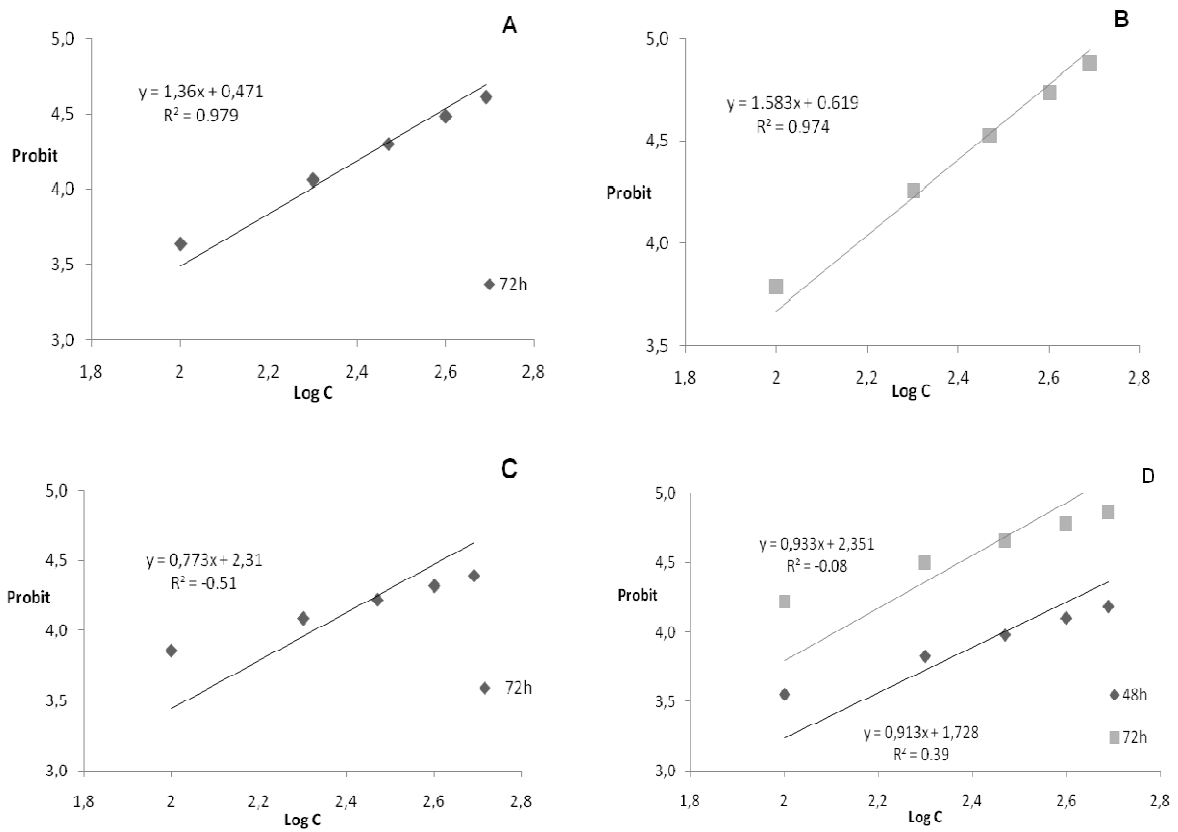 A
5,0
4,5
4,0
3,5
3,0
Probit
y = 1,36x + 0,471
R² = 0.979
72h
1,8 2 2,2 2,4 2,6 2,8
Log C
B
5,0
4,5
4,0
3,5
Probit
y = 1.583x + 0.619
R² = 0.974
1,8 2 2,2 2,4 2,6 2,8
Log C
C
5,0
4,5
4,0
3,5
3,0
Probit
y = 0,773x + 2,31
R² = -0.51
72h
1,8 2 2,2 2,4 2,6 2,8
Log C
D
5,0
4,5
4,0
3,5
3,0
Probit
y = 0,933x + 2,351
R² = -0.08
y = 0,913x + 1,728
R² = 0.39
48h
72h
1,8 2 2,2 2,4 2,6 2,8
Log C